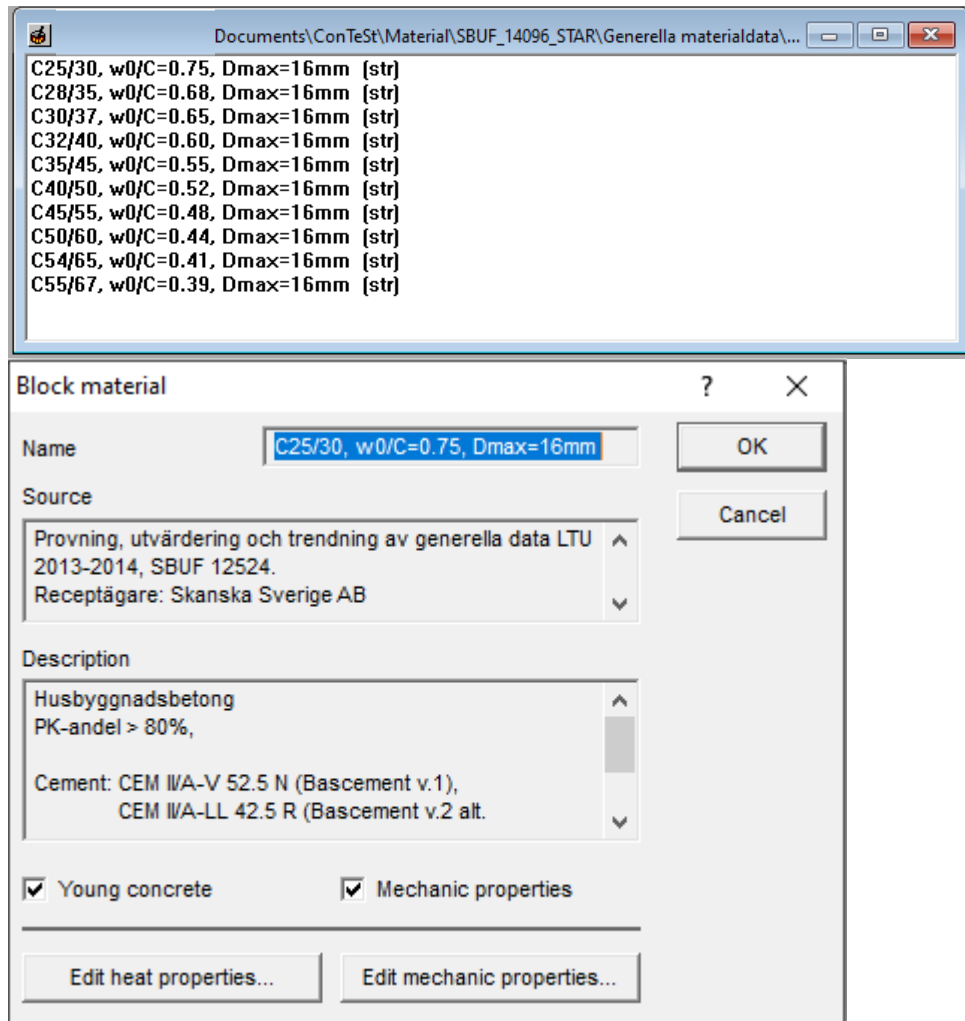 Documents\ConTeSt\Material\SBUF_14096_STAR\Generella materialdata\...
C25/30, w0/C=0.75, Dmax=16mm (str)
C28/35, w0/C=0.68, Dmax=16mm (str)
C30/37, w0/C=0.65, Dmax=16mm (str)
C32/40, w0/C=0.60, Dmax=16mm (str)
C35/45, w0/C=0.55, Dmax=16mm (str)
C40/50, w0/C=0.52, Dmax=16mm (str)
C45/55, w0/C=0.48, Dmax=16mm (str)
C50/60, w0/C=0.44, Dmax=16mm (str)
C54/65, w0/C=0.41, Dmax=16mm (str)
C55/67, w0/C=0.39, Dmax=16mm (str)
Block material ?
Name C25/30, w0/C=0.75, Dmax=16mm OK
Source
Cancel
Provning, utvärdering och trendning av generella data LTU
2013-2014, SBUF 12524.
Receptägare: Skanska Sverige AB
Description
Husbyggnadsbetong
PK-andel > 80%,
Cement: CEM II/A-V 52.5 N (Bascement v.1),
CEM II/A-LL 42.5 R (Bascement v.2 alt.
Young concrete Mechanic properties
Edit heat properties... Edit mechanic properties...